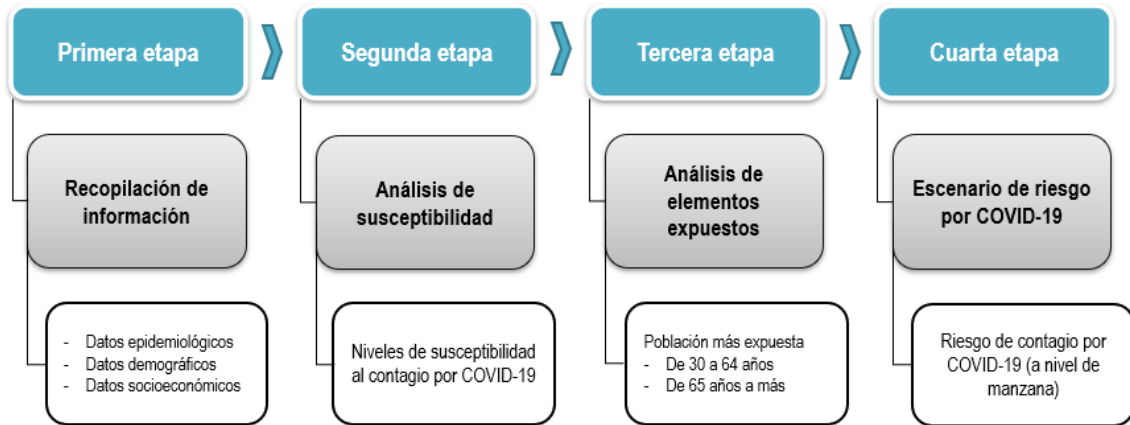 Primera etapa
Segunda etapa
Tercera etapa
Cuarta etapa
Recopilación de
información
Análisis de
susceptibilidad
Análisis de
elementos
expuestos
Escenario de riesgo
por COVID-19
- Datos epidemiológicos
- Datos demográficos
- Datos socioeconómicos
Niveles de susceptibilidad
al contagio por COVID-19
Población más expuesta
- De 30 a 64 años
- De 65 años a más
Riesgo de contagio por
COVID-19 (a nivel de
manzana)